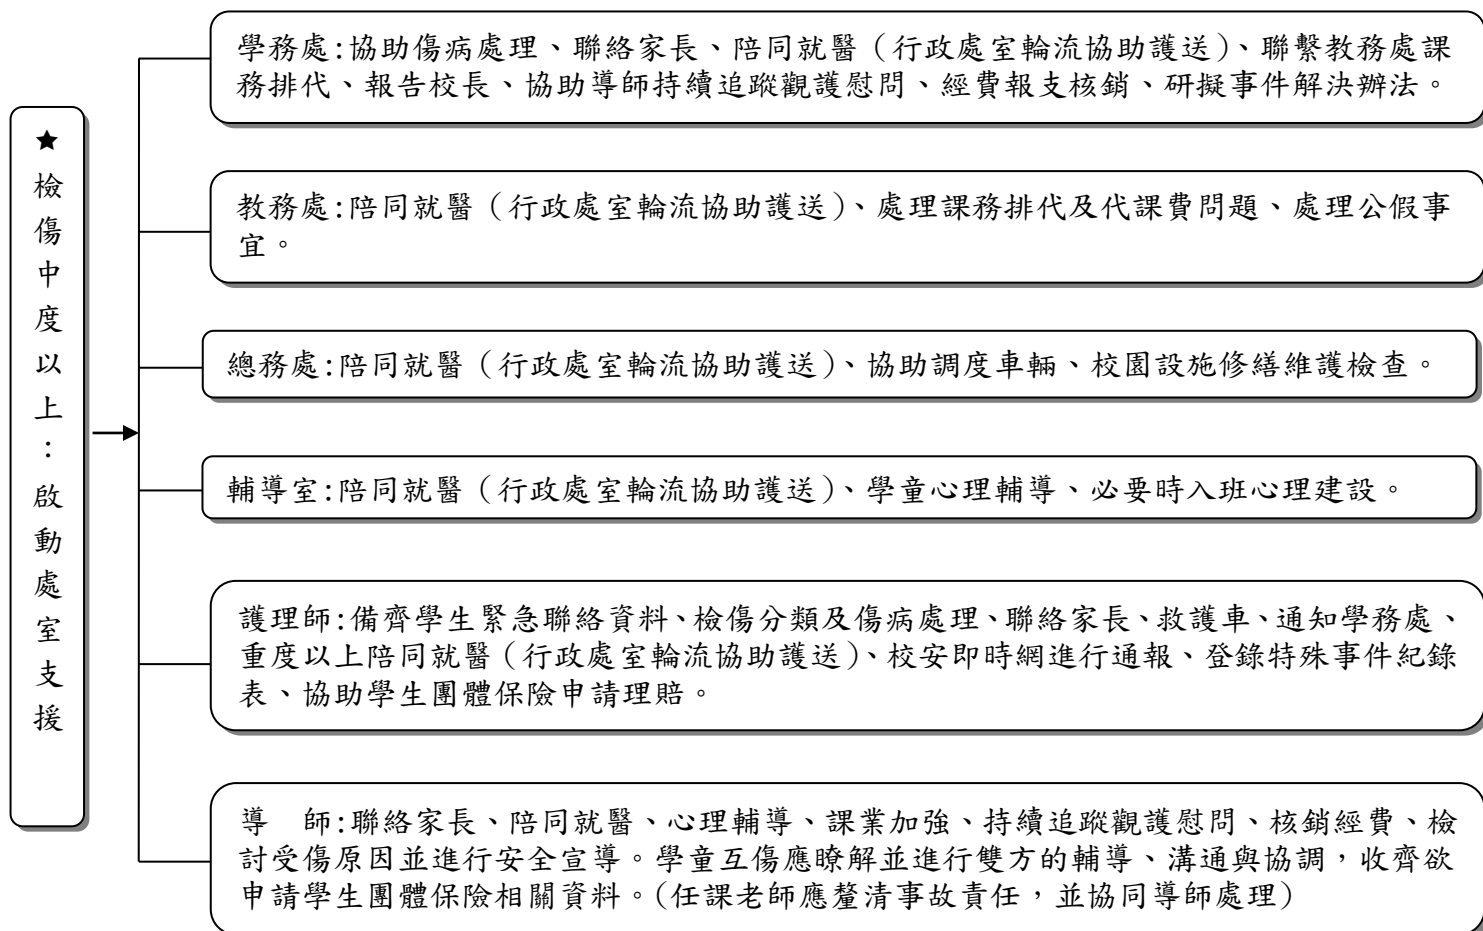 ★檢傷中度以上：啟動處室支援
學務處:協助傷病處理、聯絡家長、陪同就醫（行政處室輪流協助護送）、聯繫教務處課
務排代、報告校長、協助導師持續追蹤觀護慰問、經費報支核銷、研擬事件解決辦法。
教務處:陪同就醫（行政處室輪流協助護送）、處理課務排代及代課費問題、處理公假事
宜。
總務處:陪同就醫（行政處室輪流協助護送）、協助調度車輛、校園設施修繕維護檢查。
輔導室:陪同就醫（行政處室輪流協助護送）、學童心理輔導、必要時入班心理建設。
護理師:備齊學生緊急聯絡資料、檢傷分類及傷病處理、聯絡家長、救護車、通知學務處、
重度以上陪同就醫（行政處室輪流協助護送）、校安即時網進行通報、登錄特殊事件紀錄
表、協助學生團體保險申請理賠。
導　師:聯絡家長、陪同就醫、心理輔導、課業加強、持續追蹤觀護慰問、核銷經費、檢
討受傷原因並進行安全宣導。學童互傷應瞭解並進行雙方的輔導、溝通與協調，收齊欲
申請學生團體保險相關資料。(任課老師應釐清事故責任，並協同導師處理)